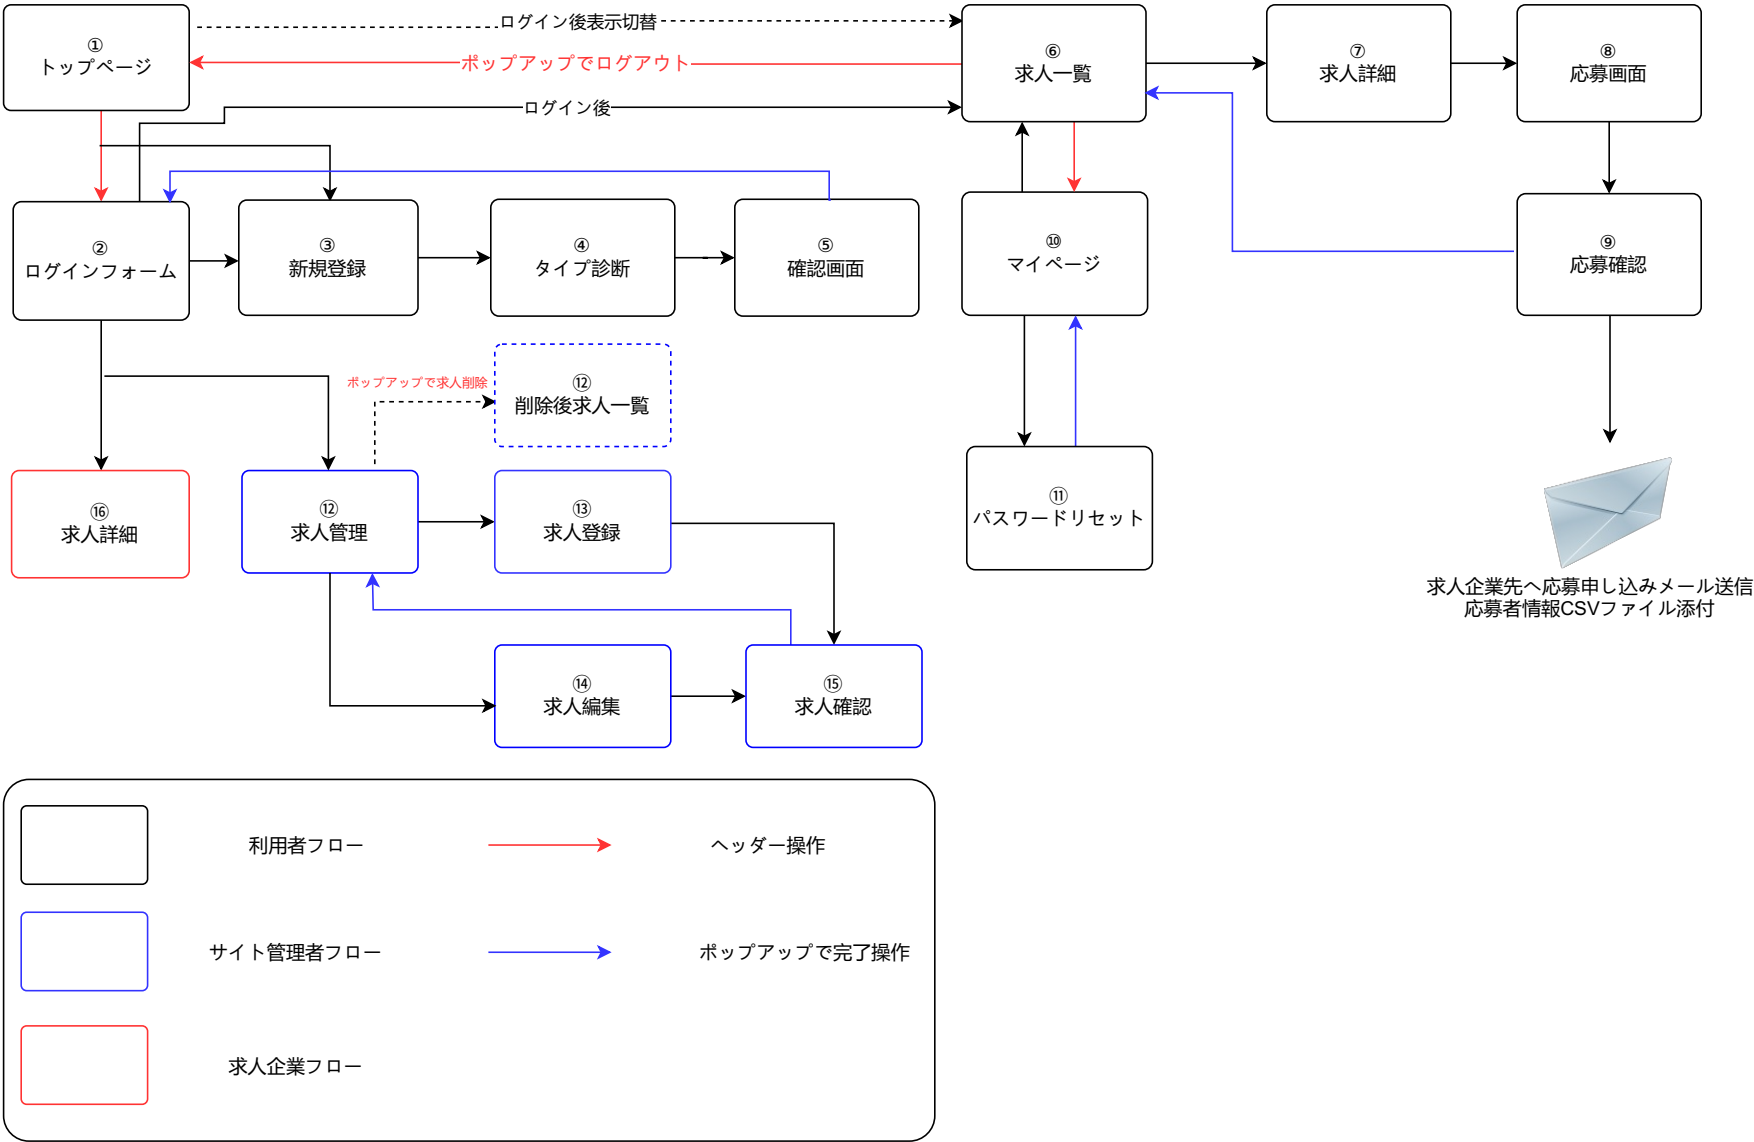 ①
トップページ
ログイン後表示切替
ポップアップでログアウト
ログイン後
⑥
求人一覧
⑦
求人詳細
⑧
応募画面
②
ログインフォーム
③
新規登録
④
タイプ診断
⑤
確認画面
⑩
マイページ
⑨
応募確認
ポップアップで求人削除
⑫
削除後求人一覧
⑯
求人詳細
⑫
求人管理
⑬
求人登録
⑪
パスワードリセット
求人企業先へ応募申し込みメール送信
応募者情報CSVファイル添付
⑭
求人編集
⑮
求人確認
利用者フロー
ヘッダー操作
サイト管理者フロー
ポップアップで完了操作
求人企業フロー